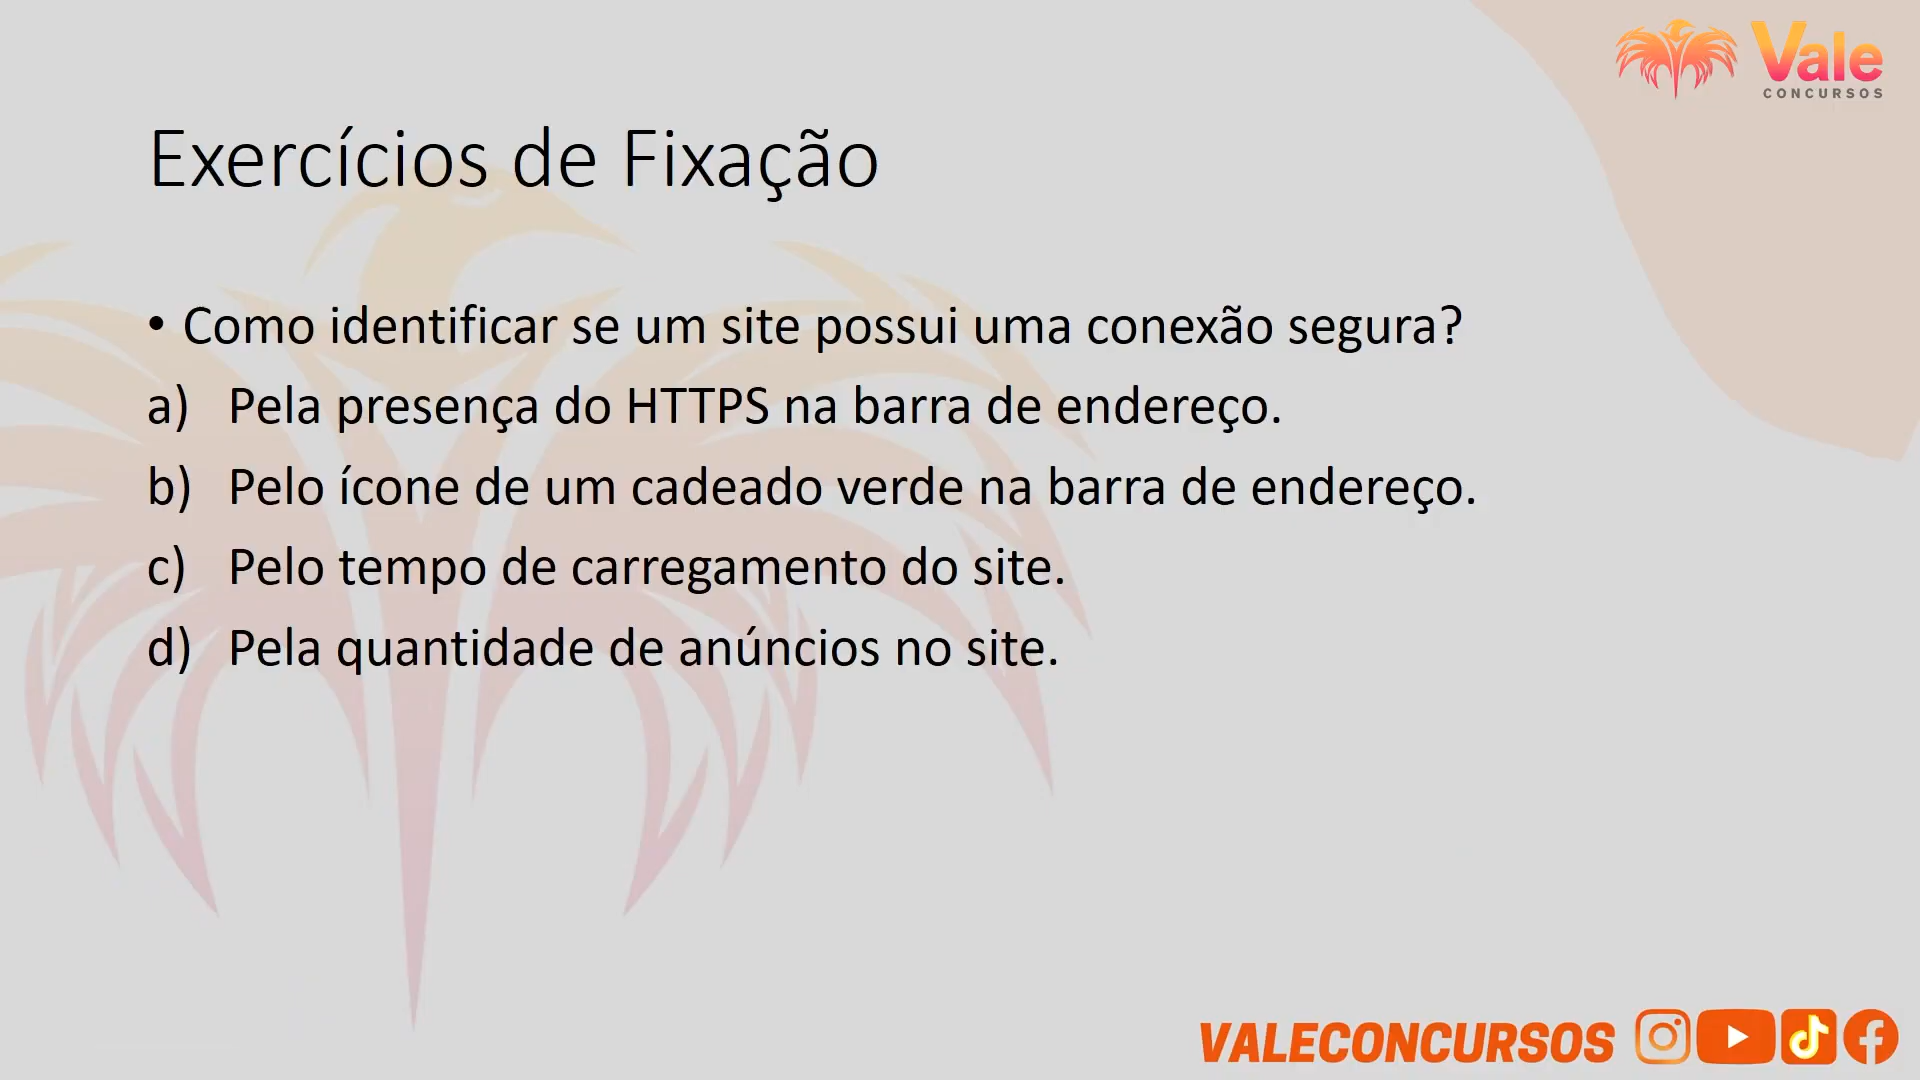 Vale
CONCURSOS
Exercícios de Fixação
• Como identificar se um site possui uma conexão segura?
a) Pela presença do HTTPS na barra de endereço.
b) Pelo ícone de um cadeado verde na barra de endereço.
c) Pelo tempo de carregamento do site.
d) Pela quantidade de anúncios no site.
VALECONCURSOS